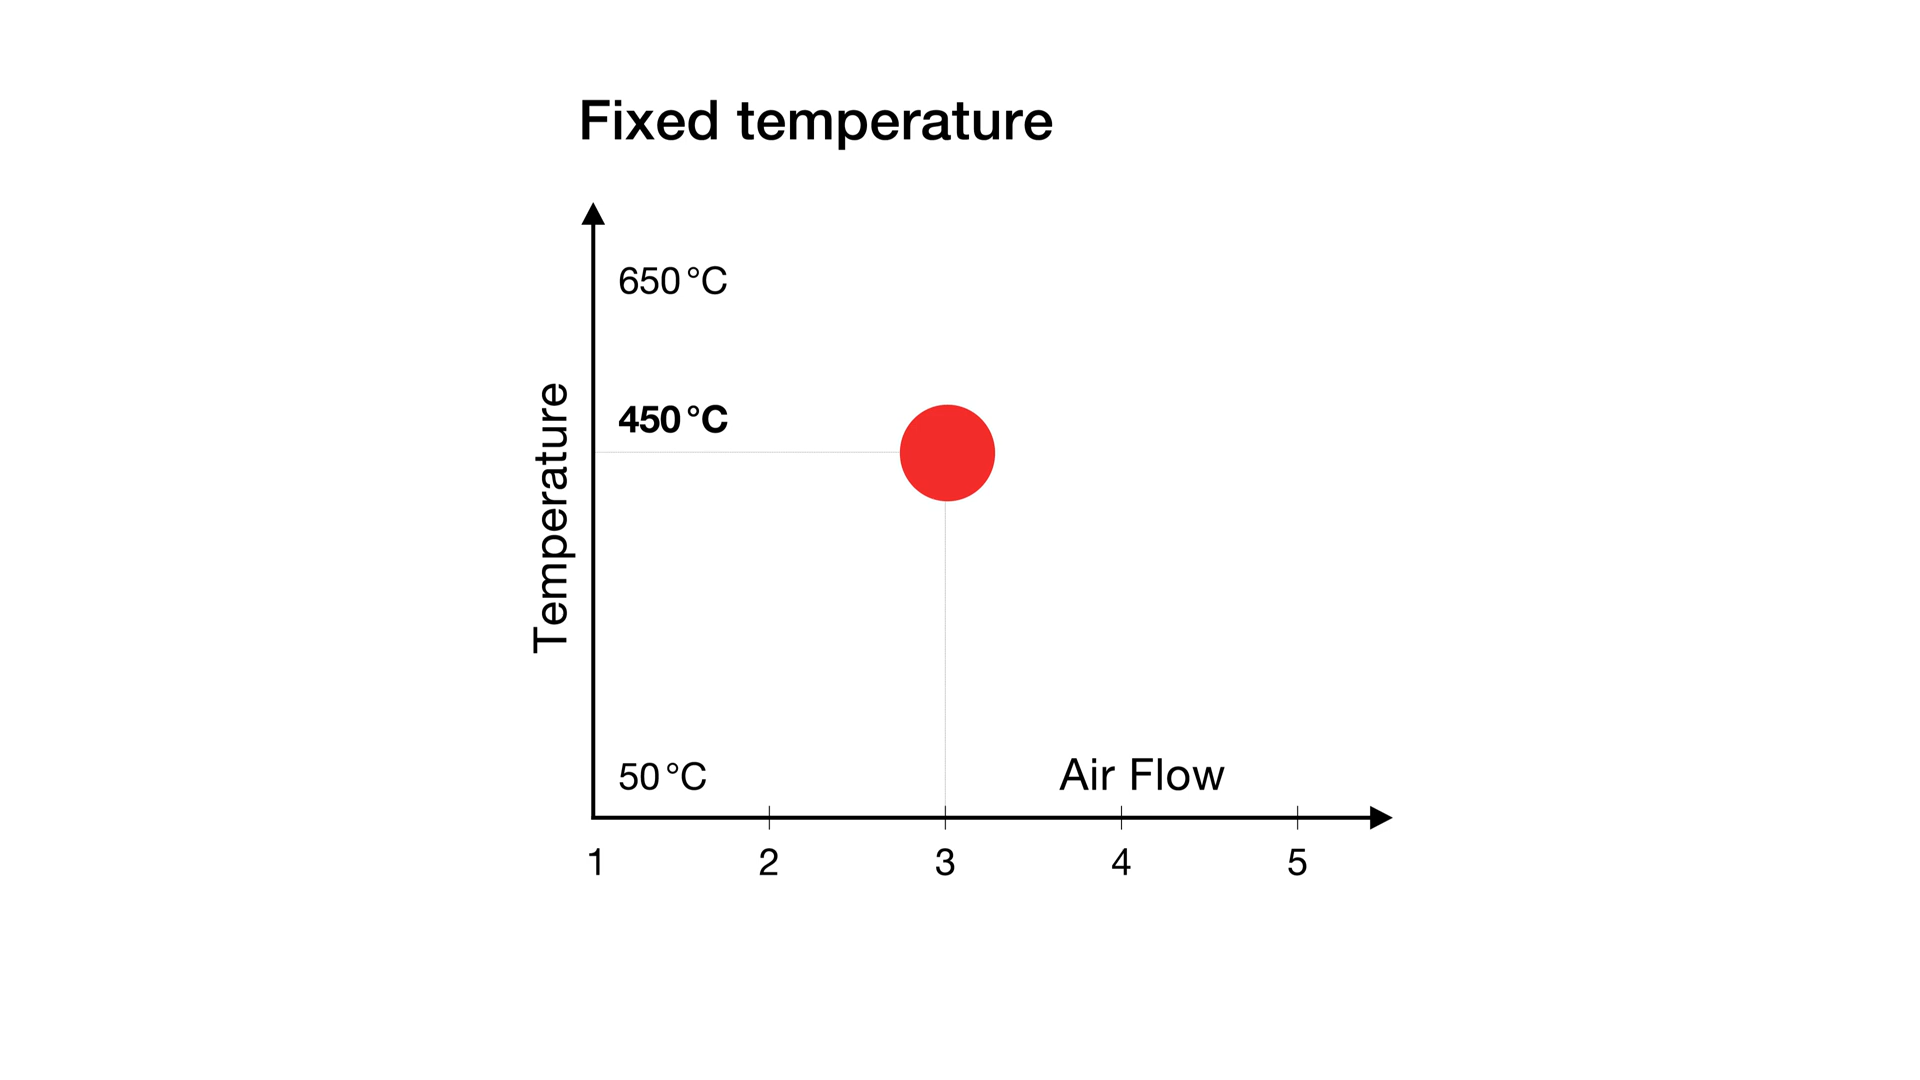 Fixed temperature
650 °C
450 °C
Temperature
50 °C
Air Flow
1 2 3 4 5